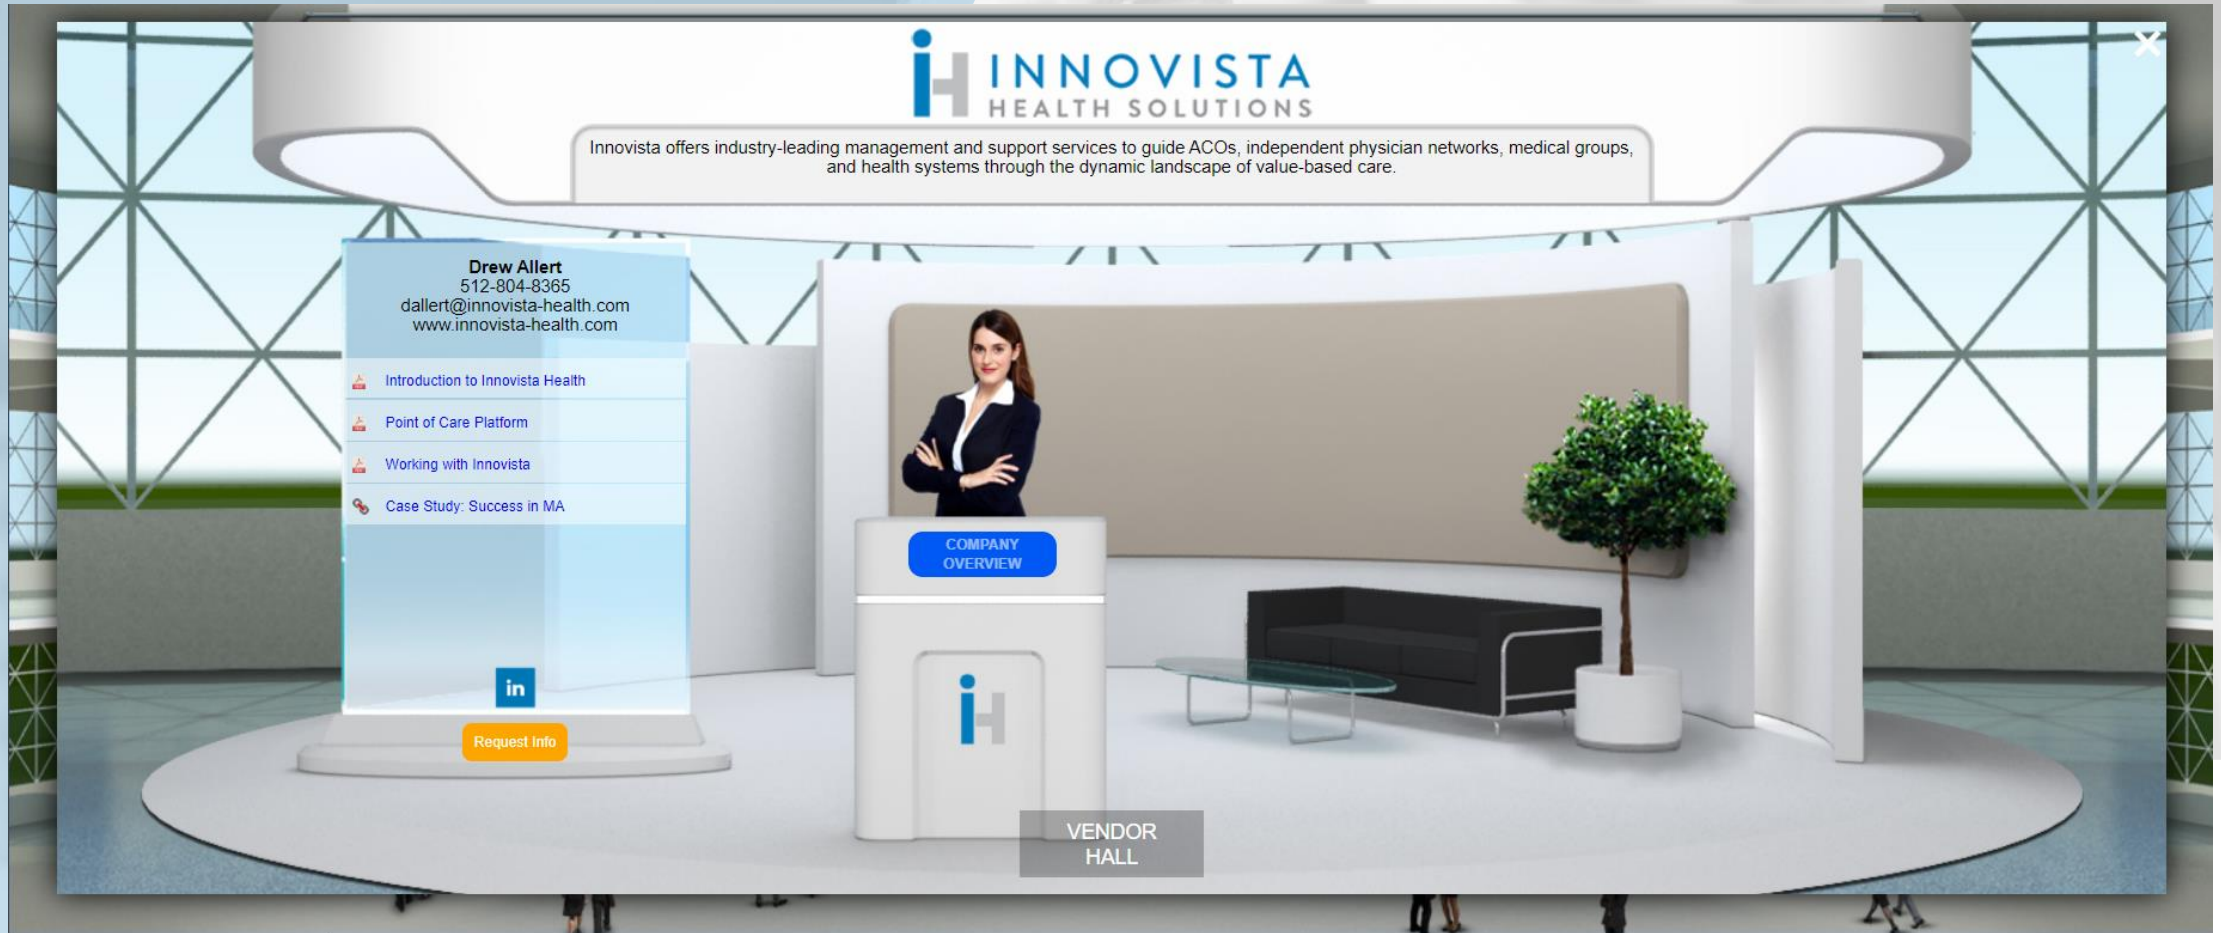 INNOVISTA
HEALTH SOLUTIONS
Innovista offers industry-leading management and support services to guide ACOs, independent physician networks, medical groups,
and health systems through the dynamic landscape of value-based care.
Drew Allert
512-804-8365
dallert@innovista-health.com
www.innovista-health.com
Introduction to Innovista Health
Point of Care Platform
Working with Innovista
Case Study: Success in MA
in
Request Info
COMPANY
OVERVIEW
iH
VENDOR
HALL